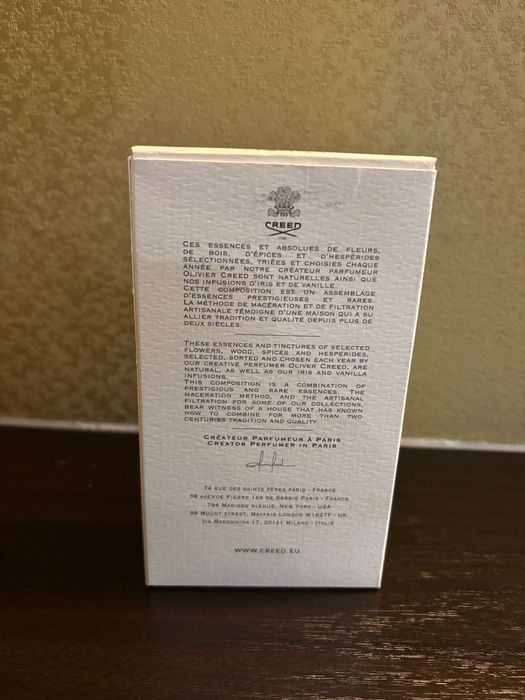 CREED
1760
CES ESSENCES ET ABSOLUES DE FLEURS,
DE BOIS, D'ÉPICES ET D'HESPÉRIDES
SÉLECTIONNÉES, TRIÉES ET CHOISIES CHAQUE
ANNÉE PAR NOTRE CRÉATEUR PARFUMEUR
OLIVIER CREED SONT NATURELLES AINSI QUE
NOS INFUSIONS D'IRIS ET DE VANILLE.
CETTE COMPOSITION EST UN ASSEMBLAGE
D'ESSENCES PRESTIGIEUSES ET RARES.
LA MÉTHODE DE MACÉRATION ET DE FILTRATION
ARTISANALE TÉMOIGNE D'UNE MAISON QUI A SU
ALLIER TRADITION ET QUALITÉ DEPUIS PLUS DE
DEUX SIÈCLES.
THESE ESSENCES AND TINCTURES OF SELECTED
FLOWERS, WOOD, SPICES AND HESPERIDES,
SELECTED, SORTED AND CHOSEN EACH YEAR BY
OUR CREATIVE PERFUMER OLIVER CREED, ARE
NATURAL, AS WELL AS OUR IRIS AND VANILLA
INFUSIONS.
THIS COMPOSITION IS A COMBINATION OF
PRESTIGIOUS AND RARE ESSENCES. THE
MACERATION METHOD, AND THE ARTISANAL
FILTRATION FOR SOME OF OUR COLLECTIONS,
BEAR WITNESS OF A HOUSE THAT HAS KNOWN
HOW TO COMBINE FOR MORE THAN TWO
CENTURIES TRADITION AND QUALITY.
CRÉATEUR PARFUMEUR À PARIS
CREATOR PERFUMER IN PARIS
74 RUE DES SAINTS PÈRES PARIS - FRANCE
38 AVENUE PIERRE 1ER DE SERBIE PARIS - FRANCE
794 MADISON AVENUE, NEW YORK - USA
99 MOUNT STREET, MAYFAIR LONDON W1K2TF - UK
VIA MADONNINA 17, 20121 MILANO - ITALIE
WWW.CREED.EU